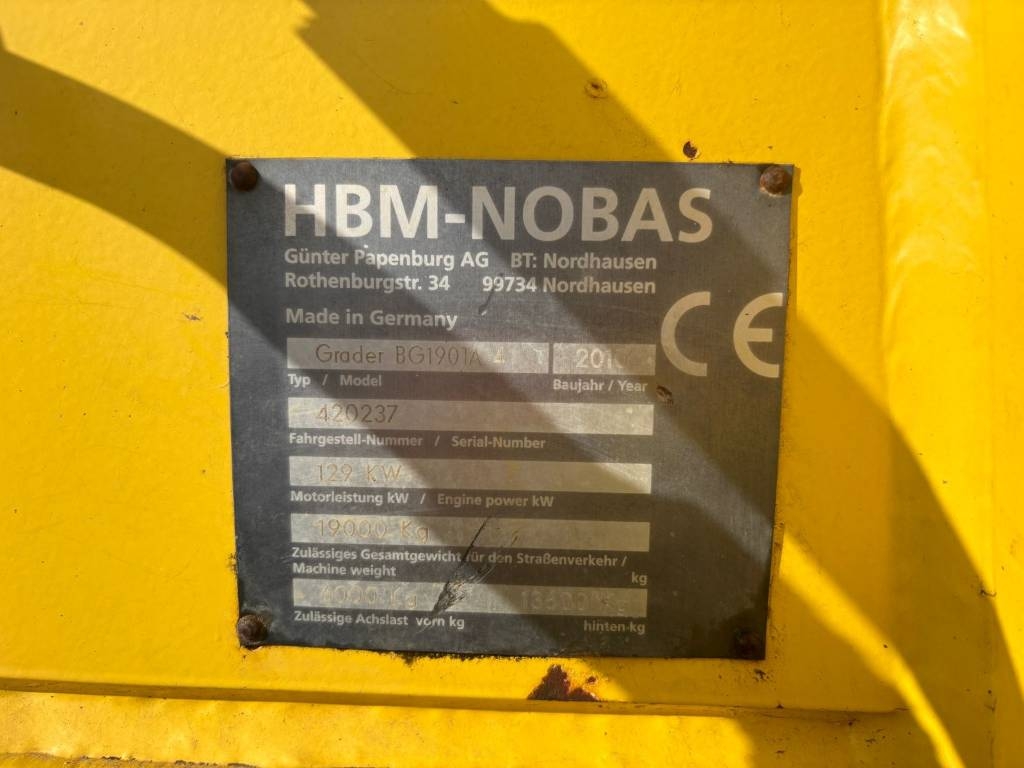 HBM-NOBAS
Günter Papenburg AG BT: Nordhausen
Rothenburgstr. 34 99734 Nordhausen
Made in Germany
CE
Grader BG1901A 4
Typ / Model Baujahr / Year
420237
Fahrgestell-Nummer / Serial-Number
129 KW
Motorleistung kW / Engine power kW
19000 Kg
Zulässiges Gesamtgewicht für den Straßenverkehr /
Machine weight kg
Kg
Zulässige Achslast vorn kg hinten-kg